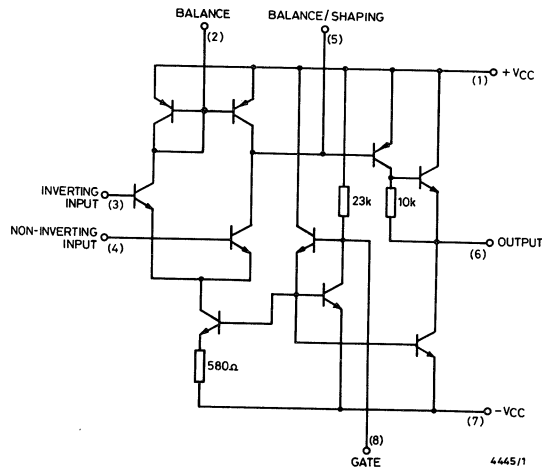 BALANCE
(2)
BALANCE/SHAPING
(5)
(1)
+VCC
INVERTING
INPUT
(3)
23k
10k
NON-INVERTING
INPUT
(4)
OUTPUT
(6)
580Ω
(7)
-VCC
(8)
GATE
4445/1